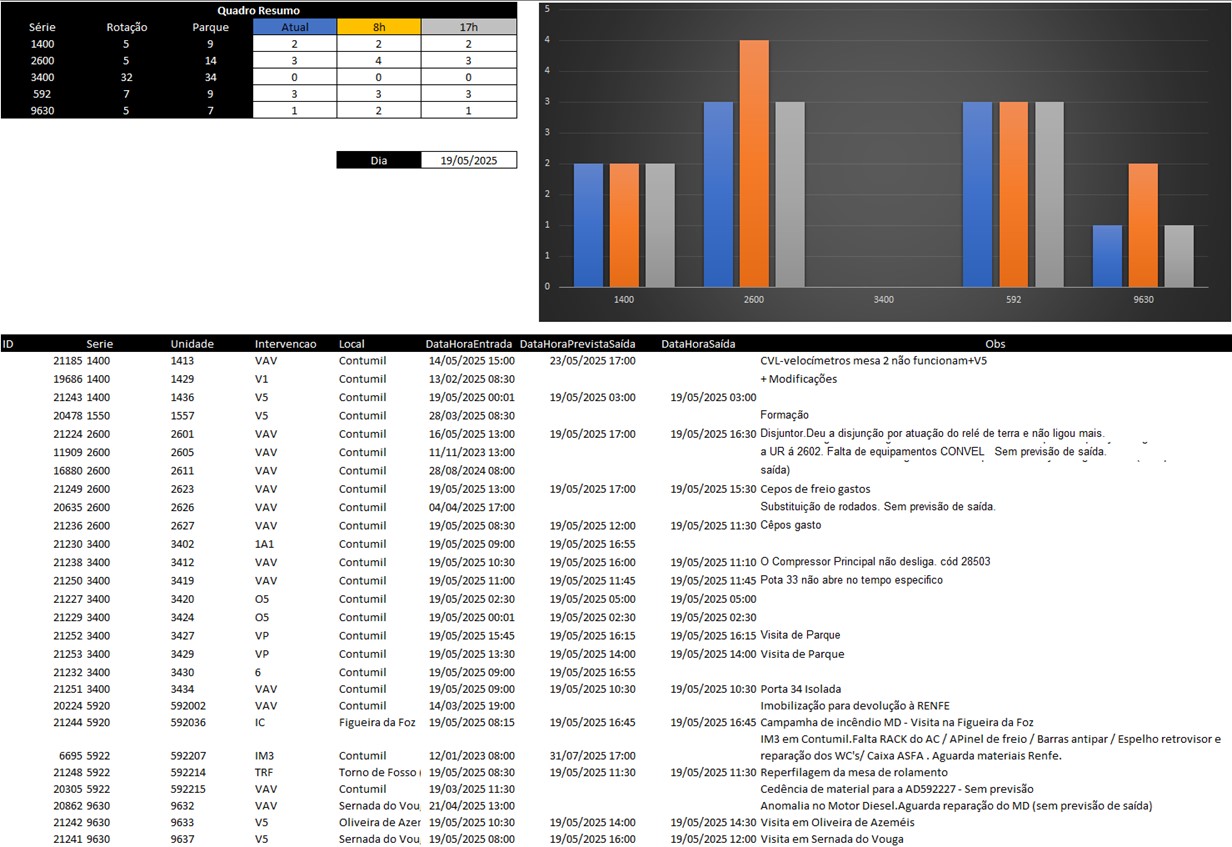 Quadro Resumo
Série Rotação Parque Atual 8h 17h
1400 5 9 2 2 2
2600 5 14 3 4 3
3400 32 34 0 0 0
592 7 9 3 3 3
9630 5 7 1 2 1
Dia 19/05/2025
5
4
4
3
3
2
2
1
1
0
1400 2600 3400 592 9630
ID Serie Unidade Intervencao Local DataHoraEntrada DataHoraPrevistaSaída DataHoraSaída Obs
21185 1400 1413 VAV Contumil 14/05/2025 15:00 23/05/2025 17:00 CVL-velocímetros mesa 2 não funcionam+V5
19686 1400 1429 V1 Contumil 13/02/2025 08:30 + Modificações
21243 1400 1436 V5 Contumil 19/05/2025 00:01 19/05/2025 03:00 19/05/2025 03:00
20478 1550 1557 V5 Contumil 28/03/2025 08:30 Formação
21224 2600 2601 VAV Contumil 16/05/2025 13:00 19/05/2025 17:00 19/05/2025 16:30 Disjuntor.Deu a disjunção por atuação do relé de terra e não ligou mais.
11909 2600 2605 VAV Contumil 11/11/2023 13:00 a UR á 2602. Falta de equipamentos CONVEL Sem previsão de saída.
16880 2600 2611 VAV Contumil 28/08/2024 08:00 saída)
21249 2600 2623 VAV Contumil 19/05/2025 13:00 19/05/2025 17:00 19/05/2025 15:30 Cepos de freio gastos
20635 2600 2626 VAV Contumil 04/04/2025 17:00 Substituição de rodados. Sem previsão de saída.
21236 2600 2627 VAV Contumil 19/05/2025 08:30 19/05/2025 12:00 19/05/2025 11:30 Cêpos gasto
21230 3400 3402 1A1 Contumil 19/05/2025 09:00 19/05/2025 16:55
21238 3400 3412 VAV Contumil 19/05/2025 10:30 19/05/2025 16:00 19/05/2025 11:10 O Compressor Principal não desliga. cód 28503
21250 3400 3419 VAV Contumil 19/05/2025 11:00 19/05/2025 11:45 19/05/2025 11:45 Pota 33 não abre no tempo especifico
21227 3400 3420 O5 Contumil 19/05/2025 02:30 19/05/2025 05:00 19/05/2025 05:00
21229 3400 3424 O5 Contumil 19/05/2025 00:01 19/05/2025 02:30 19/05/2025 02:30
21252 3400 3427 VP Contumil 19/05/2025 15:45 19/05/2025 16:15 19/05/2025 16:15 Visita de Parque
21253 3400 3429 VP Contumil 19/05/2025 13:30 19/05/2025 14:00 19/05/2025 14:00 Visita de Parque
21232 3400 3430 6 Contumil 19/05/2025 09:00 19/05/2025 16:55
21251 3400 3434 VAV Contumil 19/05/2025 09:00 19/05/2025 10:30 19/05/2025 10:30 Porta 34 Isolada
20224 5920 592002 VAV Contumil 14/03/2025 19:00 Imobilização para devolução à RENFE
21244 5920 592036 IC Figueira da Foz 19/05/2025 08:15 19/05/2025 16:45 19/05/2025 16:45 Campamha de incêndio MD - Visita na Figueira da Foz
IM3 em Contumil.Falta RACK do AC / APinel de freio / Barras antipar / Espelho retrovisor e
6695 5922 592207 IM3 Contumil 12/01/2023 08:00 31/07/2025 17:00 reparação dos WC's/ Caixa ASFA . Aguarda materiais Renfe.
21248 5922 592214 TRF Torno de Fosso ( 19/05/2025 08:30 19/05/2025 11:30 19/05/2025 11:30 Reperfilagem da mesa de rolamento
20305 5922 592215 VAV Contumil 19/03/2025 11:30 Cedência de material para a AD592227 - Sem previsão
20862 9630 9632 VAV Sernada do Voug 21/04/2025 13:00 Anomalia no Motor Diesel.Aguarda reparação do MD (sem previsão de saída)
21242 9630 9633 V5 Oliveira de Azer 19/05/2025 10:30 19/05/2025 14:00 19/05/2025 14:30 Visita em Oliveira de Azeméis
21241 9630 9637 V5 Sernada do Voug 19/05/2025 08:00 19/05/2025 16:00 19/05/2025 12:00 Visita em Sernada do Vouga